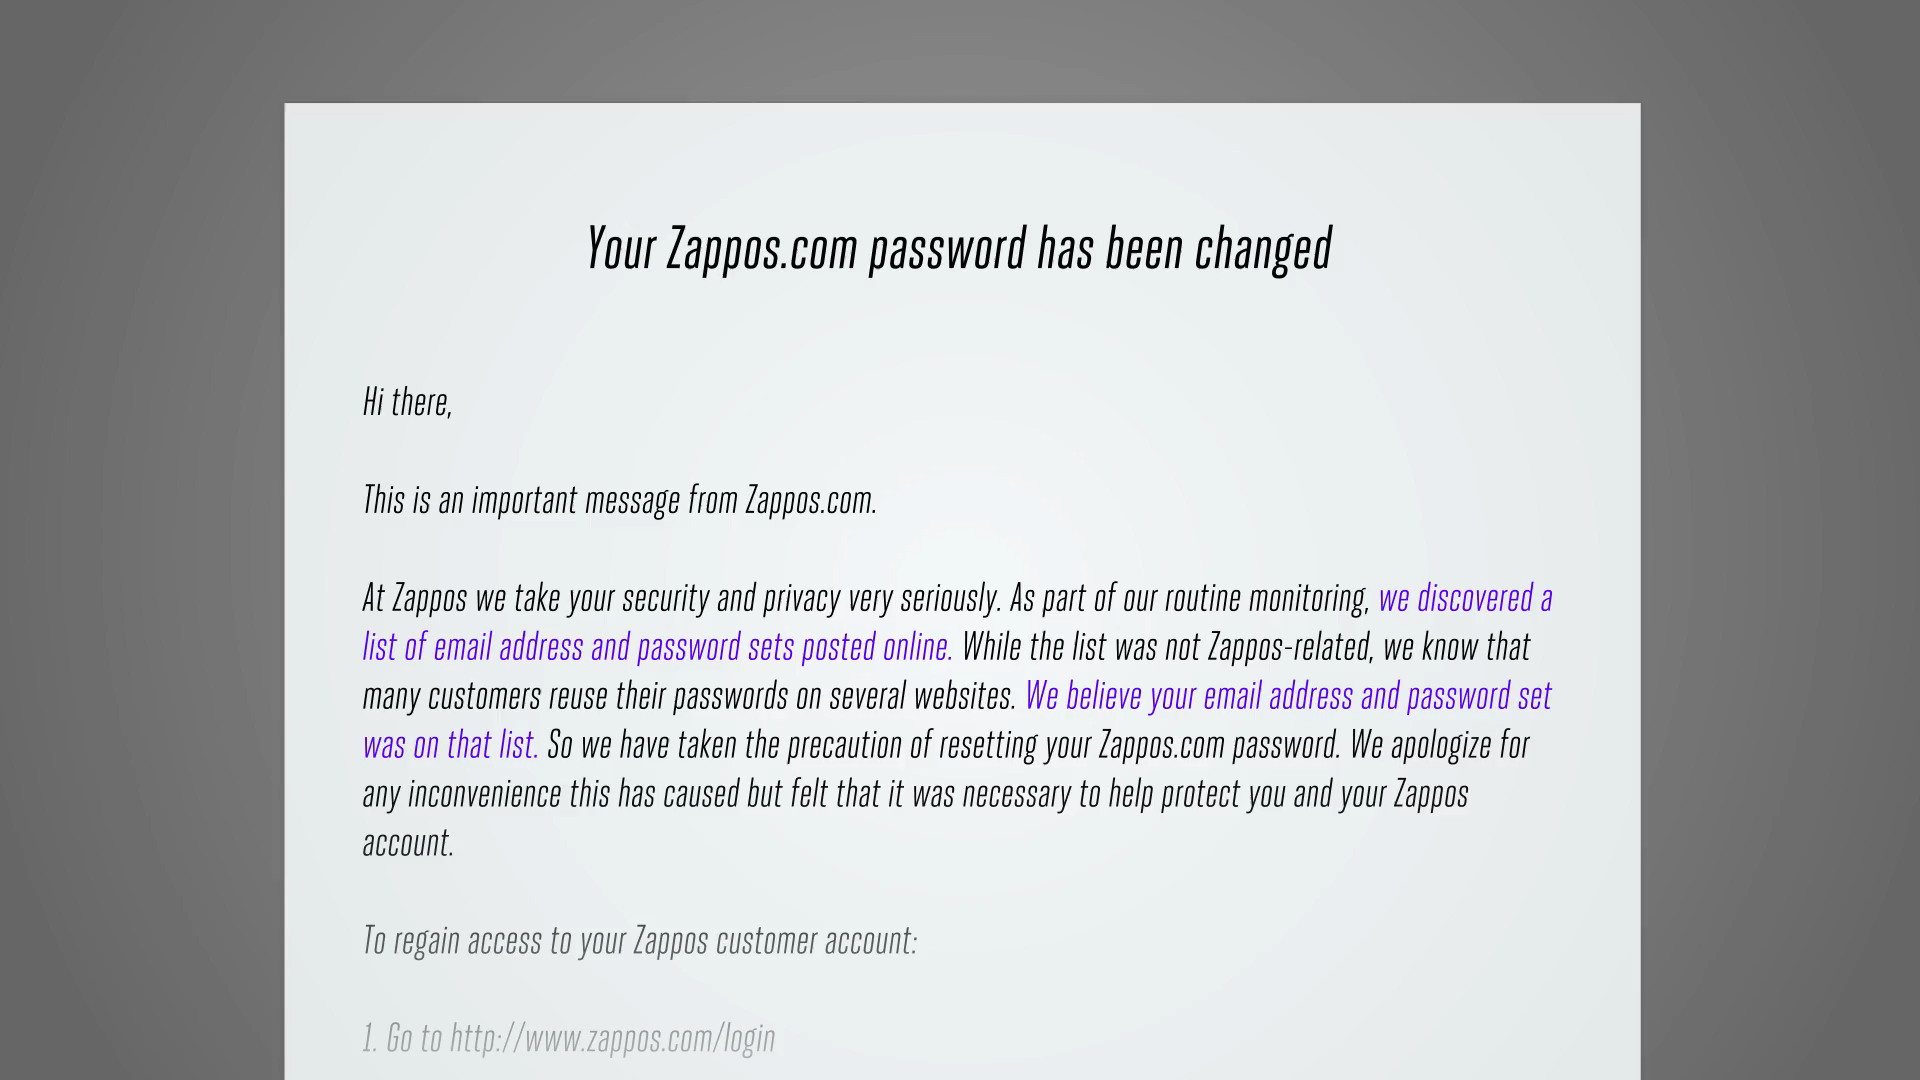 Your Zappos.com password has been changed
Hi there,
This is an important message from Zappos.com.
At Zappos we take your security and privacy very seriously. As part of our routine monitoring, we discovered a
list of email address and password sets posted online. While the list was not Zappos-related, we know that
many customers reuse their passwords on several websites. We believe your email address and password set
was on that list. So we have taken the precaution of resetting your Zappos.com password. We apologize for
any inconvenience this has caused but felt that it was necessary to help protect you and your Zappos
account.
To regain access to your Zappos customer account:
1. Go to http://www.zappos.com/login